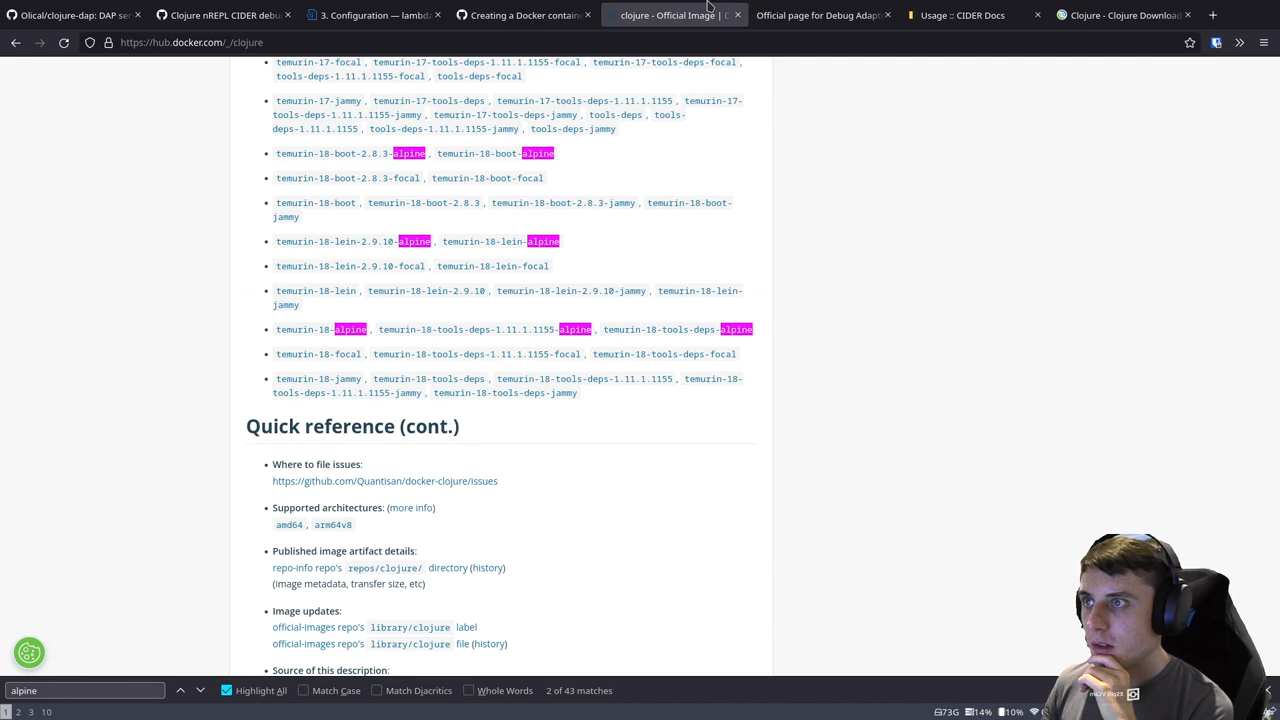 Olical/clojure-dap: DAP ser
Clojure nREPL CIDER debu
3. Configuration — lambda
Creating a Docker containe
clojure - Official Image | D
Official page for Debug Adapt
Usage :: CIDER Docs
Clojure - Clojure Download
https://hub.docker.com/_/clojure
temurin-17-focal , temurin-17-tools-deps-1.11.1.1155-focal , temurin-17-tools-deps-focal ,
tools-deps-1.11.1.1155-focal , tools-deps-focal
temurin-17-jammy , temurin-17-tools-deps , temurin-17-tools-deps-1.11.1.1155 , temurin-17-
tools-deps-1.11.1.1155-jammy , temurin-17-tools-deps-jammy , tools-deps , tools-
deps-1.11.1.1155 , tools-deps-1.11.1.1155-jammy , tools-deps-jammy
temurin-18-boot-2.8.3-alpine , temurin-18-boot-alpine
temurin-18-boot-2.8.3-focal , temurin-18-boot-focal
temurin-18-boot , temurin-18-boot-2.8.3 , temurin-18-boot-2.8.3-jammy , temurin-18-boot-
jammy
temurin-18-lein-2.9.10-alpine , temurin-18-lein-alpine
temurin-18-lein-2.9.10-focal , temurin-18-lein-focal
temurin-18-lein , temurin-18-lein-2.9.10 , temurin-18-lein-2.9.10-jammy , temurin-18-lein-
jammy
temurin-18-alpine , temurin-18-tools-deps-1.11.1.1155-alpine , temurin-18-tools-deps-alpine
temurin-18-focal , temurin-18-tools-deps-1.11.1.1155-focal , temurin-18-tools-deps-focal
temurin-18-jammy , temurin-18-tools-deps , temurin-18-tools-deps-1.11.1.1155 , temurin-18-
tools-deps-1.11.1.1155-jammy , temurin-18-tools-deps-jammy
Quick reference (cont.)
Where to file issues:
https://github.com/Quantisan/docker-clojure/issues
Supported architectures: (more info)
amd64 , arm64v8
Published image artifact details:
repo-info repo's repos/clojure/ directory (history)
(image metadata, transfer size, etc)
Image updates:
official-images repo's library/clojure label
official-images repo's library/clojure file (history)
Source of this description:
alpine
Highlight All
Match Case
Match Diacritics
Whole Words
2 of 43 matches
1 2 3 10
73G 14% 10%